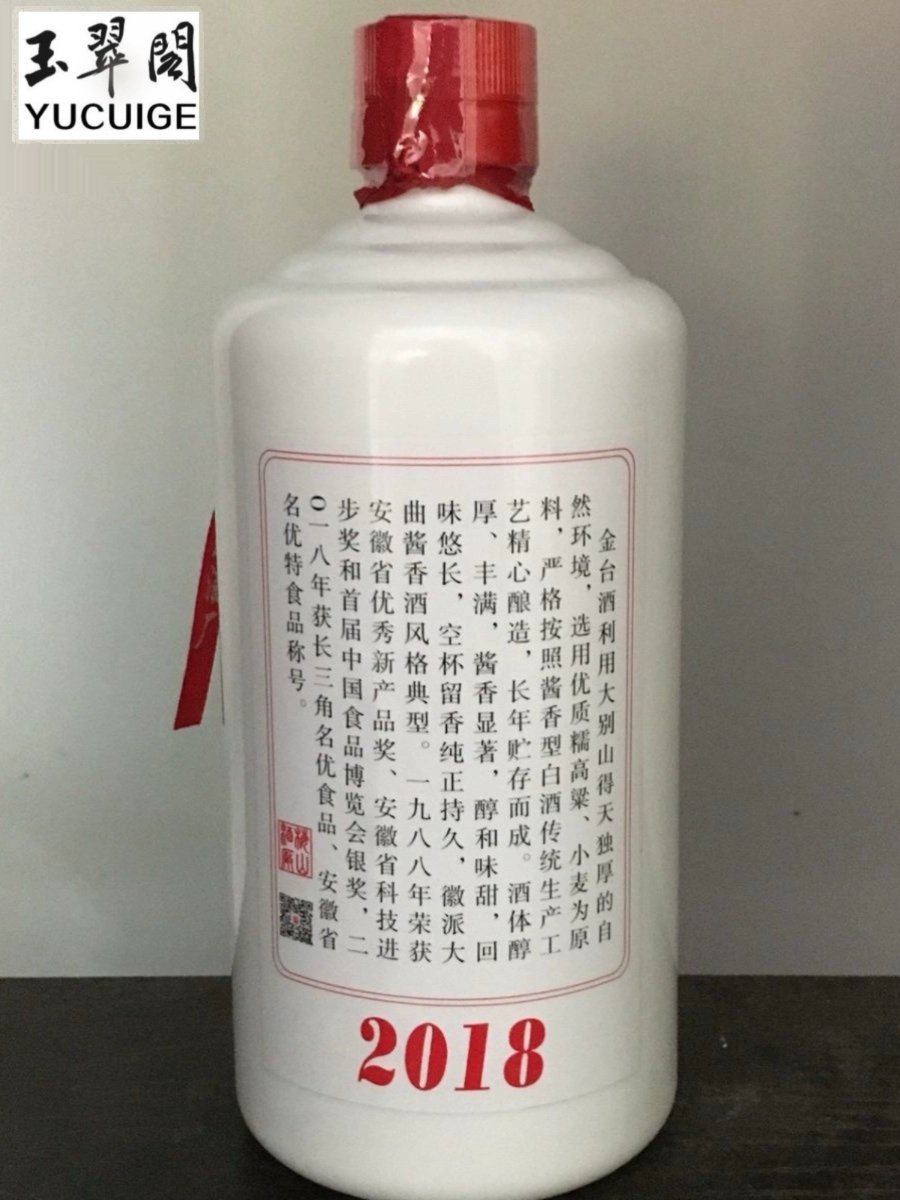 玉翠阁
YUCUIGE
金台酒利用大别山得天独厚的自
然环境，选用优质糯高粱、小麦为原
料，严格按照酱香型白酒传统生产工
艺精心酿造，长年贮存而成。酒体醇
厚、丰满，酱香显著，醇和味甜，回
味悠长，空杯留香纯正持久，徽派大
曲酱香酒风格典型。一九八八年荣获
安徽省优秀新产品奖、安徽省科技进
步奖和首届中国食品博览会银奖，二
〇一八年获长三角名优食品、安徽省
名优特食品称号。
2018